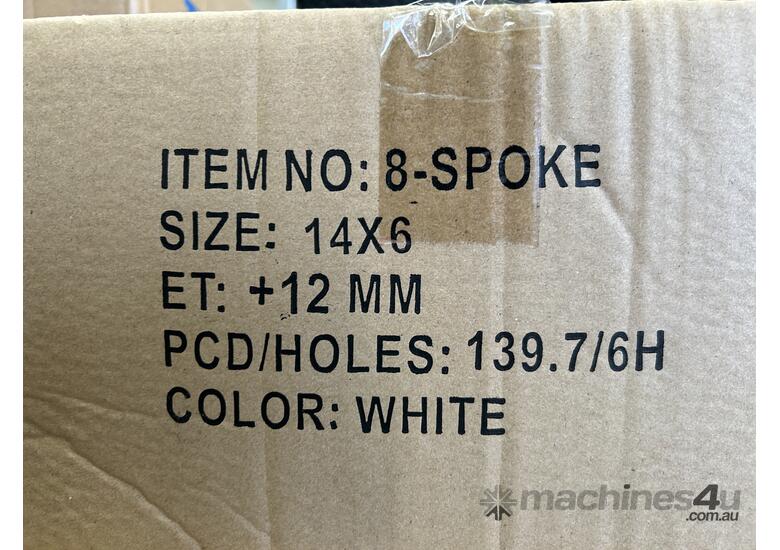 ITEM NO: 8-SPOKE
SIZE: 14X6
ET: +12 MM
PCD/HOLES: 139.7/6H
COLOR: WHITE
machines4u
.com.au